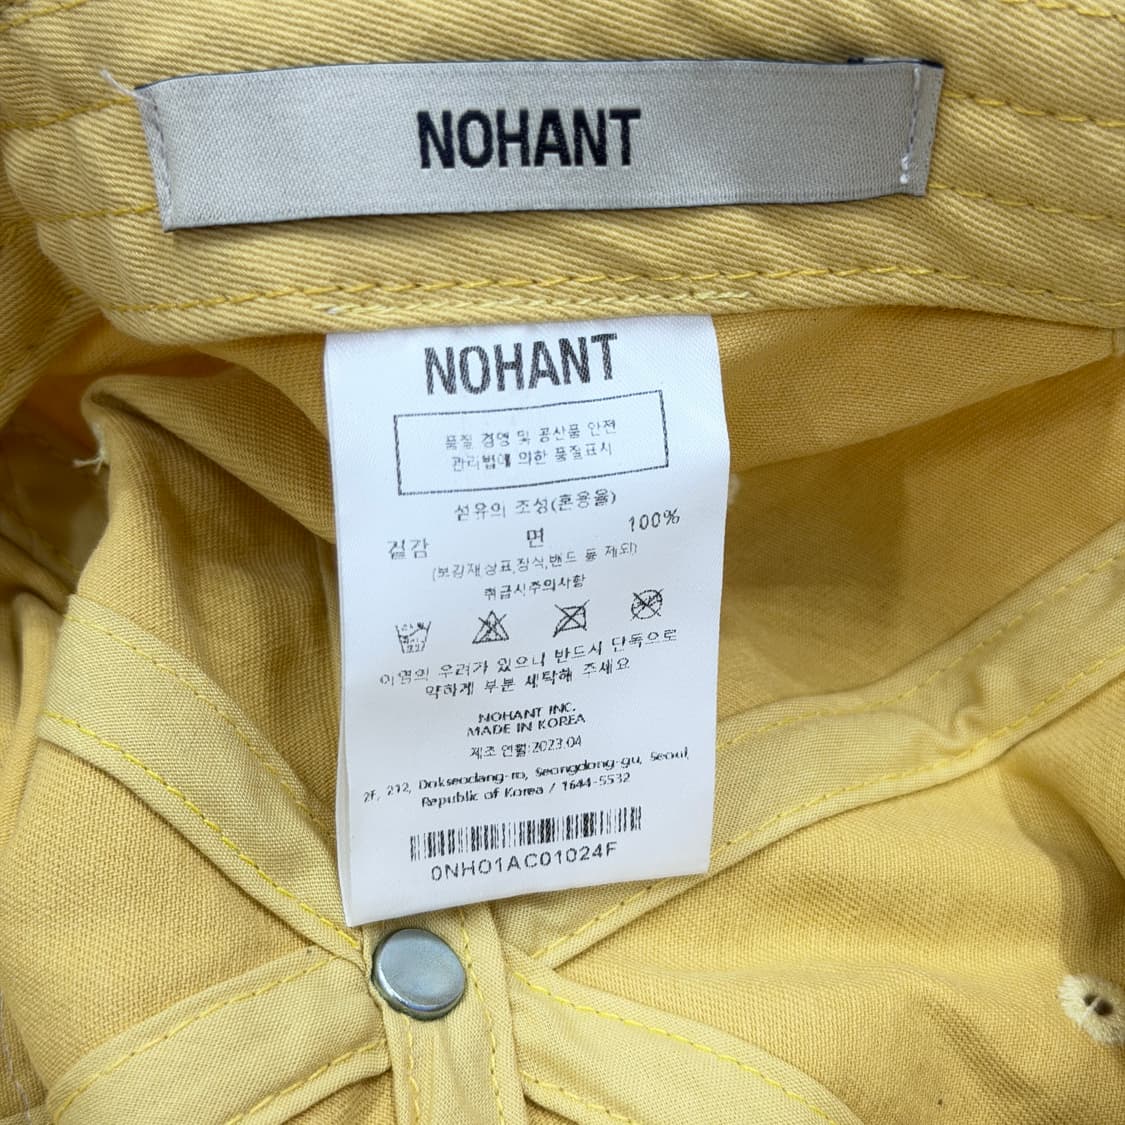 NOHANT
NOHANT
품질 경영 및 공산품 안전
관리법에 의한 품질표시
섬유의 조성(혼용율)
겉감 면 100%
(보강재,상표,장식,밴드 등 제외)
취급시주의사항
이염의 우려가 있으니 반드시 단독으로
약하게 부분 세탁해 주세요
NOHANT INC.
MADE IN KOREA
제조 연월:2023.04
2F, 212, Dokseodang-ro, Seongdong-gu, Seoul,
Republic of Korea / 1644-5532
0NH01AC01024F